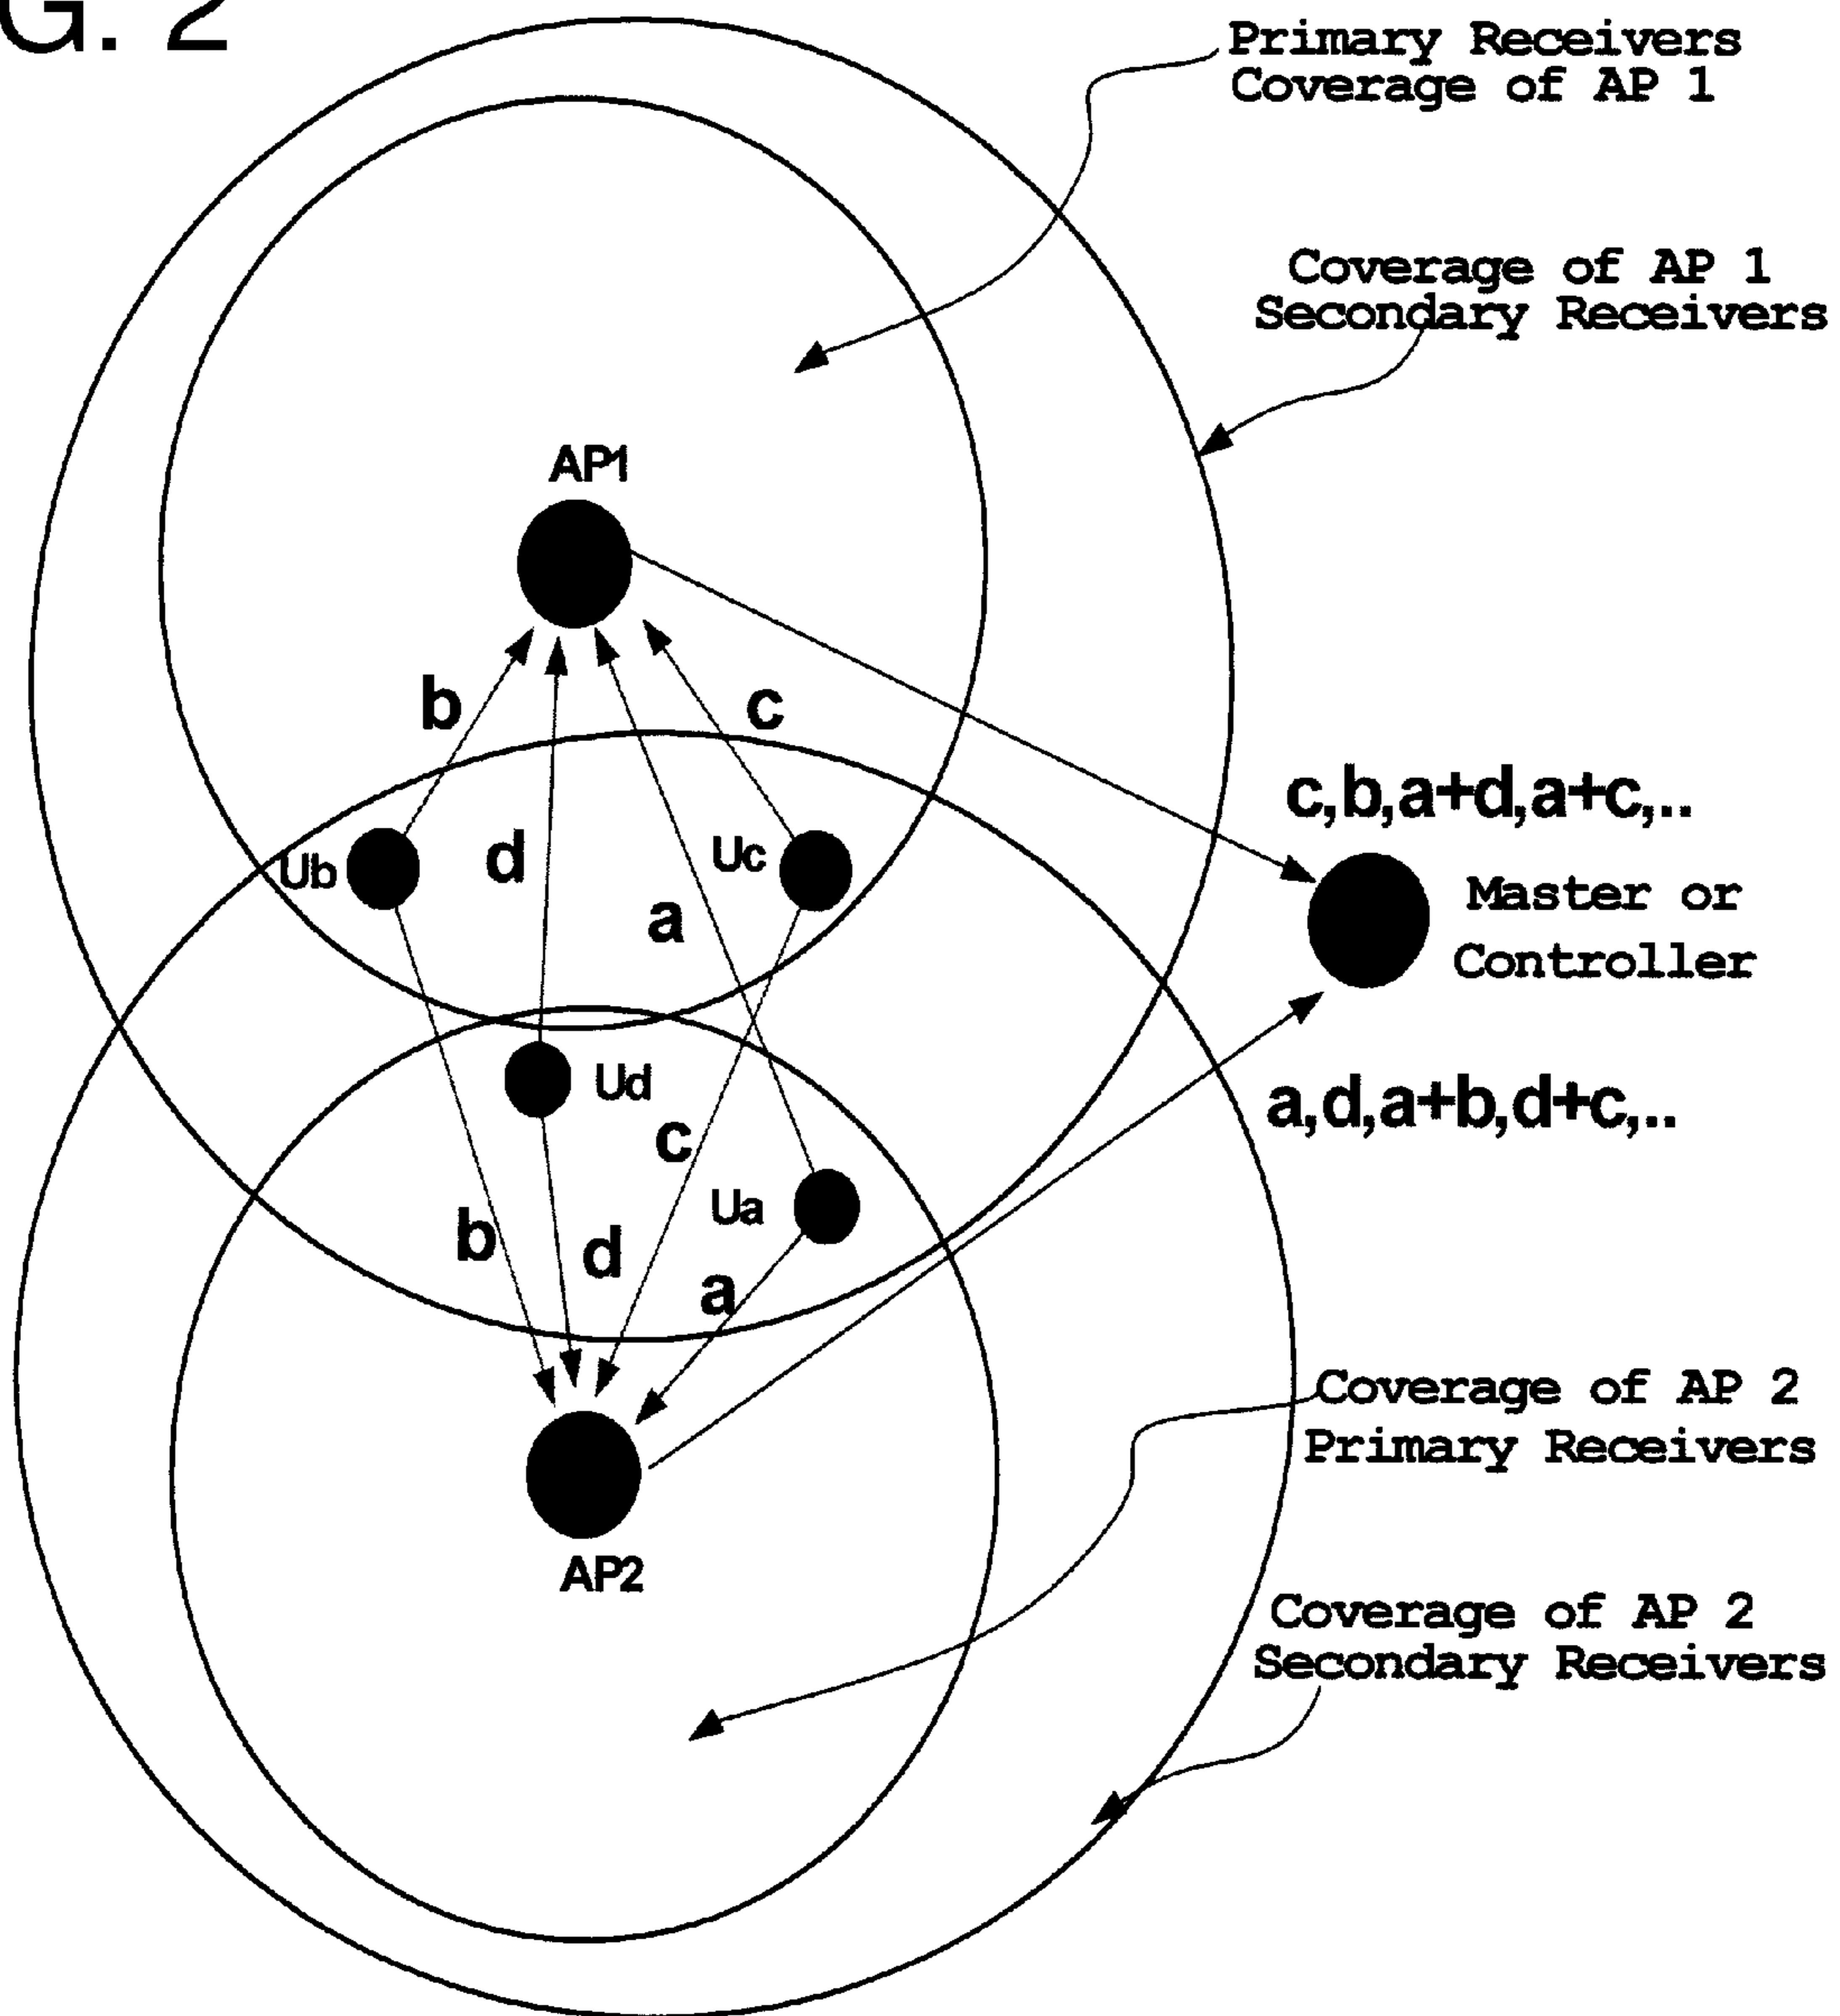 G. 2
Primary Receivers
Coverage of AP 1
Coverage of AP 1
Secondary Receivers
AP1
b
c
c,b,a+d,a+c,..
Ub
d
Uc
a
Master or
Controller
Ud
a,d,a+b,d+c,..
c
Ua
b
d
a
Coverage of AP 2
Primary Receivers
AP2
Coverage of AP 2
Secondary Receivers